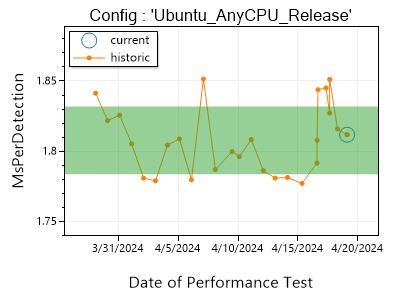 Config : 'Ubuntu_AnyCPU_Release'
current
historic
MsPerDetection
1.85
1.8
1.75
3/31/2024
4/5/2024
4/10/2024
4/15/2024
4/20/2024
Date of Performance Test